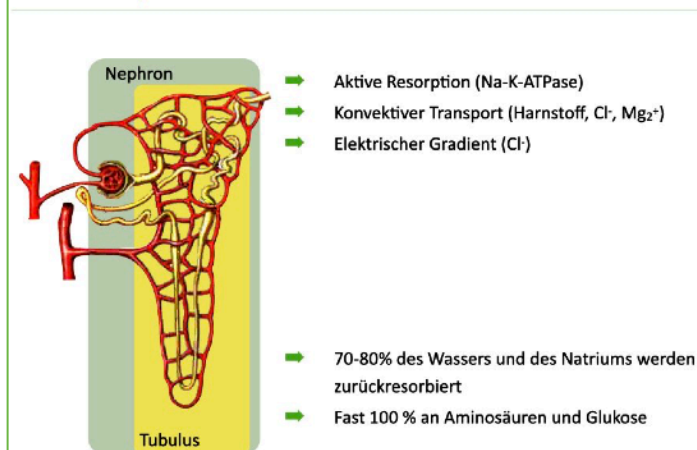 Nephron
Aktive Resorption (Na-K-ATPase)
Konvektiver Transport (Harnstoff, Cl⁻, Mg₂⁺)
Elektrischer Gradient (Cl⁻)
70-80% des Wassers und des Natriums werden
zurückresorbiert
Fast 100 % an Aminosäuren und Glukose
Tubulus